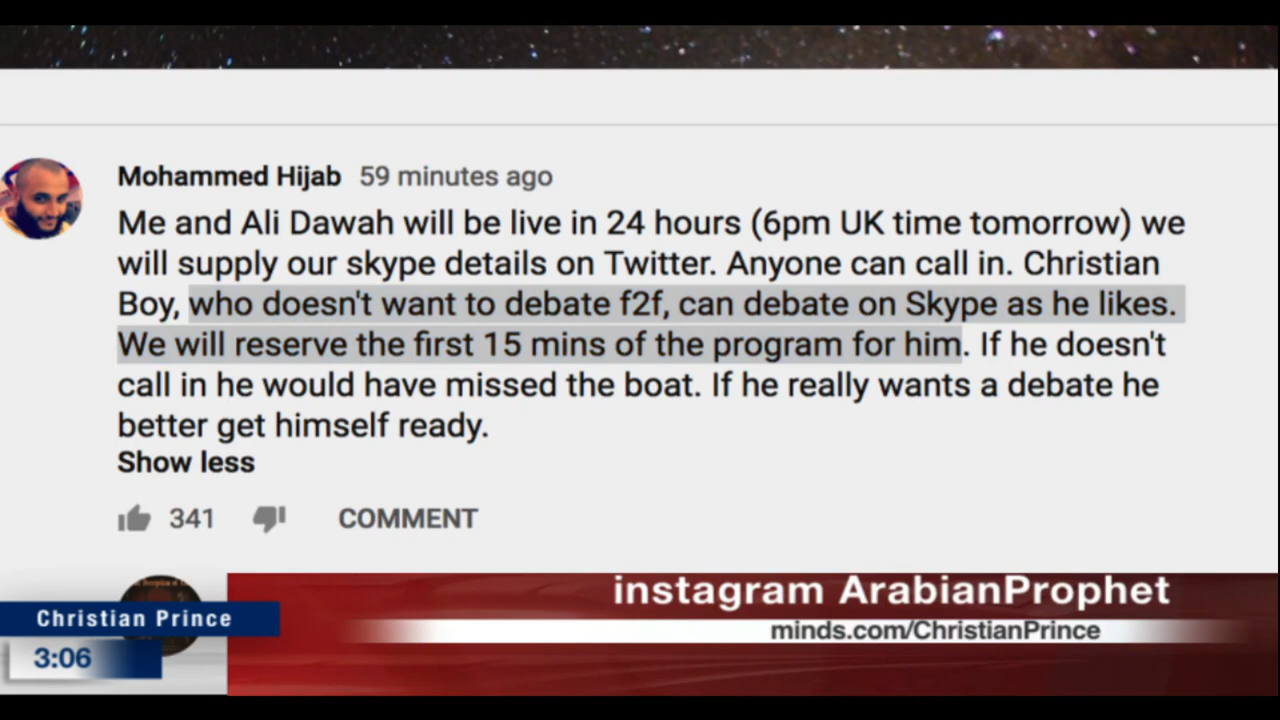 Mohammed Hijab 59 minutes ago
Me and Ali Dawah will be live in 24 hours (6pm UK time tomorrow) we
will supply our skype details on Twitter. Anyone can call in. Christian
Boy, who doesn't want to debate f2f, can debate on Skype as he likes.
We will reserve the first 15 mins of the program for him. If he doesn't
call in he would have missed the boat. If he really wants a debate he
better get himself ready.
Show less
341 COMMENT
instagram ArabianProphet
Christian Prince
minds.com/ChristianPrince
3:06